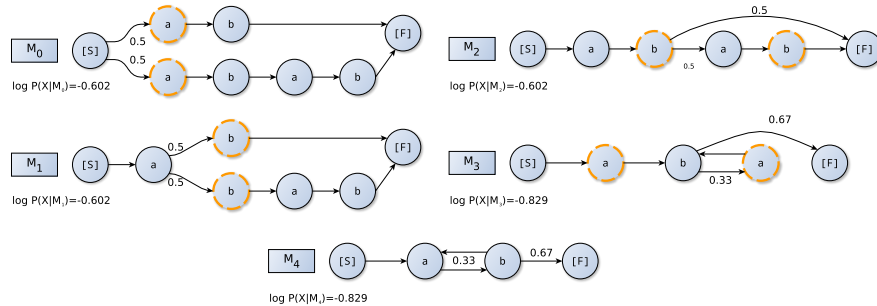 M0
[S]
0.5
0.5
a
b
[F]
a
b
a
b
log P(X|M₀)=-0.602
M2
[S]
a
b
a
b
[F]
0.5
0.5
log P(X|M₂)=-0.602
M1
[S]
a
0.5
0.5
b
b
a
b
[F]
log P(X|M₁)=-0.602
M3
[S]
a
b
a
[F]
0.67
0.33
log P(X|M₃)=-0.829
M4
[S]
a
0.33
b
0.67
[F]
log P(X|M₄)=-0.829